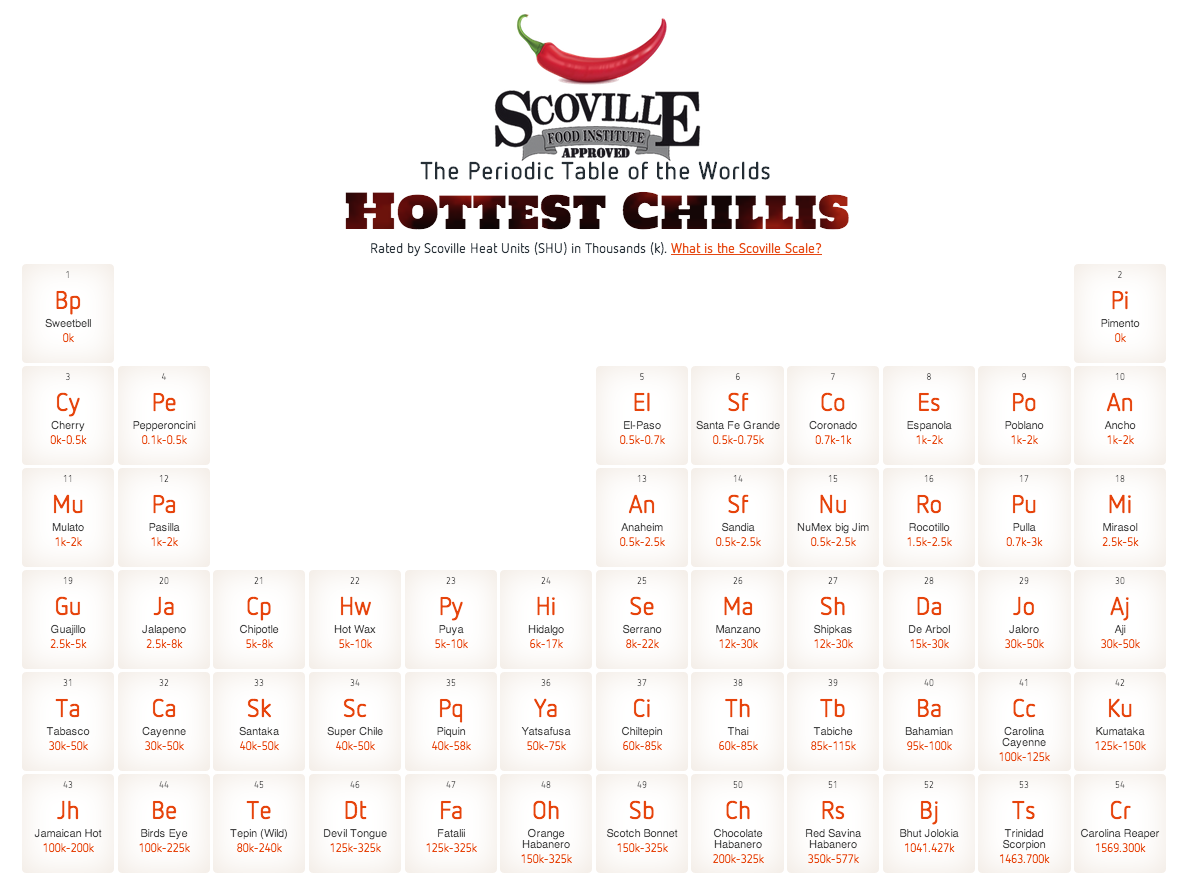 SCOVILLE
FOOD INSTITUTE
APPROVED
The Periodic Table of the Worlds
HOTTEST CHILLIS
Rated by Scoville Heat Units (SHU) in Thousands (k). What is the Scoville Scale?
1
Bp
Sweetbell
0k
2
Pi
Pimento
0k
3
Cy
Cherry
0k-0.5k
4
Pe
Pepperoncini
0.1k-0.5k
5
El
El-Paso
0.5k-0.7k
6
Sf
Santa Fe Grande
0.5k-0.75k
7
Co
Coronado
0.7k-1k
8
Es
Espanola
1k-2k
9
Po
Poblano
1k-2k
10
An
Ancho
1k-2k
11
Mu
Mulato
1k-2k
12
Pa
Pasilla
1k-2k
13
An
Anaheim
0.5k-2.5k
14
Sf
Sandia
0.5k-2.5k
15
Nu
NuMex big Jim
0.5k-2.5k
16
Ro
Rocotillo
1.5k-2.5k
17
Pu
Pulla
0.7k-3k
18
Mi
Mirasol
2.5k-5k
19
Gu
Guajillo
2.5k-5k
20
Ja
Jalapeno
2.5k-8k
21
Cp
Chipotle
5k-8k
22
Hw
Hot Wax
5k-10k
23
Py
Puya
5k-10k
24
Hi
Hidalgo
6k-17k
25
Se
Serrano
8k-22k
26
Ma
Manzano
12k-30k
27
Sh
Shipkas
12k-30k
28
Da
De Arbol
15k-30k
29
Jo
Jaloro
30k-50k
30
Aj
Aji
30k-50k
31
Ta
Tabasco
30k-50k
32
Ca
Cayenne
30k-50k
33
Sk
Santaka
40k-50k
34
Sc
Super Chile
40k-50k
35
Pq
Piquin
40k-58k
36
Ya
Yatsafusa
50k-75k
37
Ci
Chiltepin
60k-85k
38
Th
Thai
60k-85k
39
Tb
Tabiche
85k-115k
40
Ba
Bahamian
95k-100k
41
Cc
Carolina
Cayenne
100k-125k
42
Ku
Kumataka
125k-150k
43
Jh
Jamaican Hot
100k-200k
44
Be
Birds Eye
100k-225k
45
Te
Tepin (Wild)
80k-240k
46
Dt
Devil Tongue
125k-325k
47
Fa
Fatalii
125k-325k
48
Oh
Orange
Habanero
150k-325k
49
Sb
Scotch Bonnet
150k-325k
50
Ch
Chocolate
Habanero
200k-325k
51
Rs
Red Savina
Habanero
350k-577k
52
Bj
Bhut Jolokia
1041.427k
53
Ts
Trinidad
Scorpion
1463.700k
54
Cr
Carolina Reaper
1569.300k